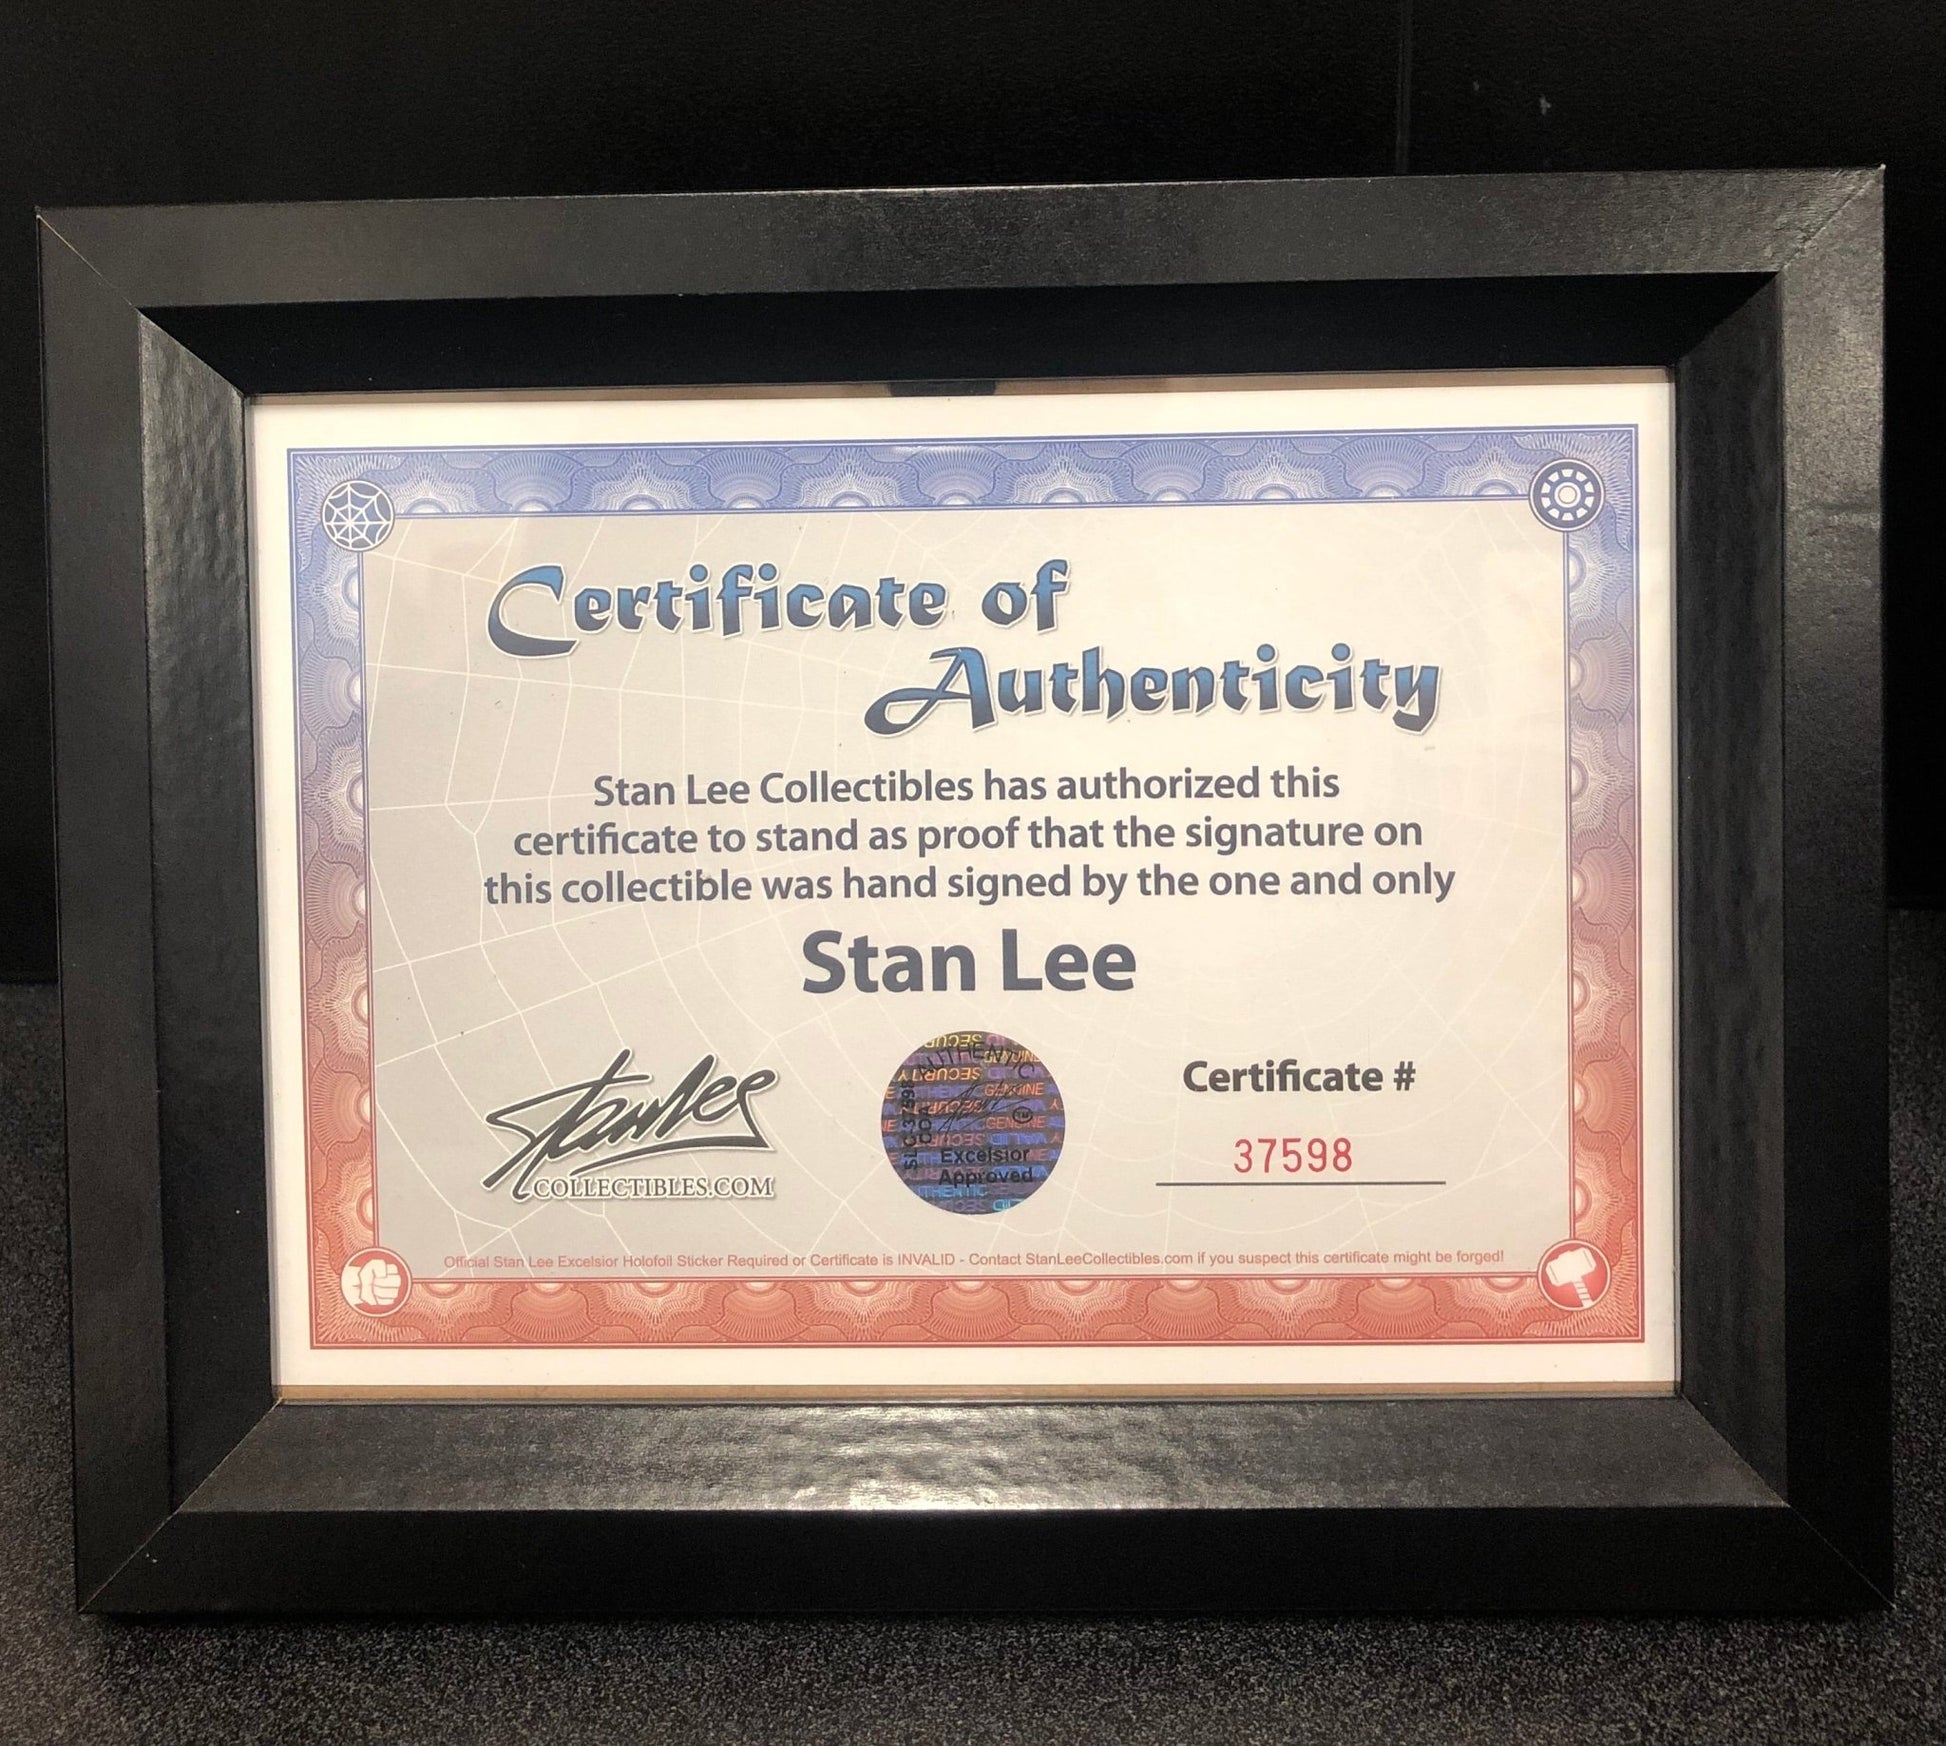 Certificate of
Authenticity
Stan Lee Collectibles has authorized this
certificate to stand as proof that the signature on
this collectible was hand signed by the one and only
Stan Lee
Stan Lee
COLLECTIBLES.COM
Excelsior
Approved
Certificate #
37598
Official Stan Lee Excelsior Holofoil Sticker Required or Certificate is INVALID - Contact StanLeeCollectibles.com if you suspect this certificate might be forged!